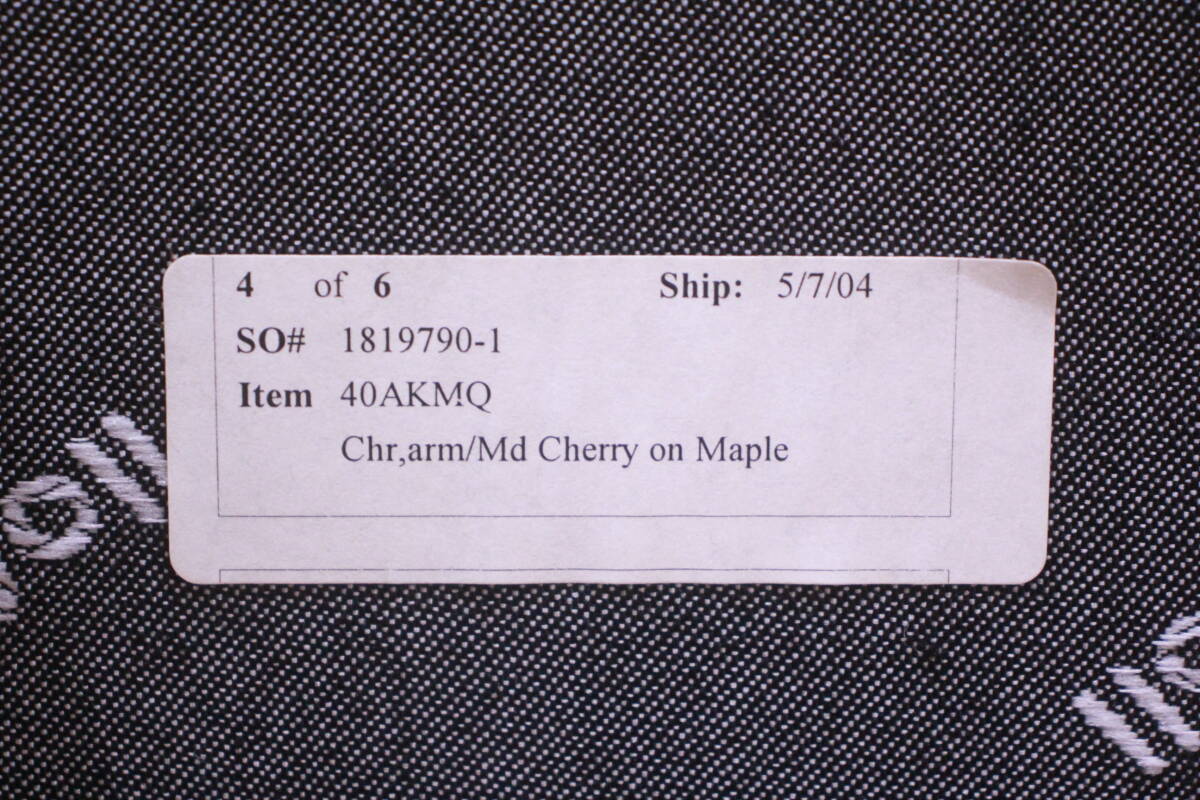 4 of 6 Ship: 5/7/04
SO# 1819790-1
Item 40AKMQ
Chr,arm/Md Cherry on Maple